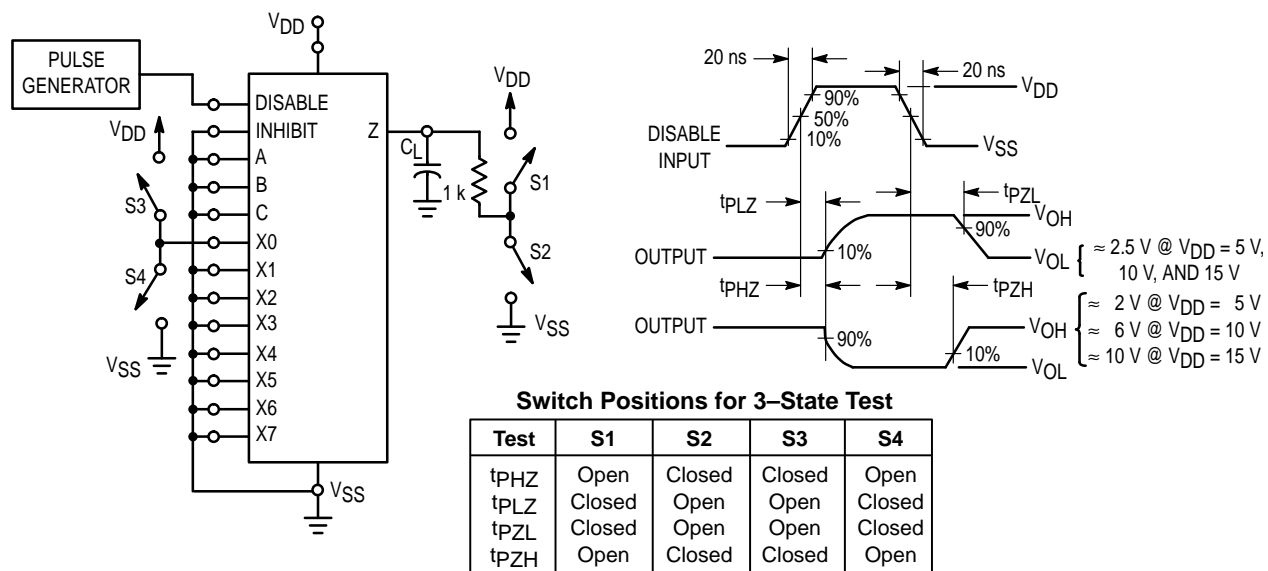 VDD
PULSE
GENERATOR
VDD
DISABLE
INHIBIT
A
B
C
X0
X1
X2
X3
X4
X5
X6
X7
Z
CL
1 k
VDD
S1
S2
VSS
S3
S4
VSS
VSS
20 ns
20 ns
VDD
90%
50%
10%
DISABLE
INPUT
VSS
tPLZ
tPZL
VOH
90%
10%
OUTPUT
VOL
≈ 2.5 V @ VDD = 5 V,
10 V, AND 15 V
tPHZ
tPZH
OUTPUT
90%
10%
VOH
VOL
≈ 2 V @ VDD = 5 V
≈ 6 V @ VDD = 10 V
≈ 10 V @ VDD = 15 V
Switch Positions for 3–State Test
Test S1 S2 S3 S4
tPHZ Open Closed Closed Open
tPLZ Closed Open Open Closed
tPZL Closed Open Open Closed
tPZH Open Closed Closed Open